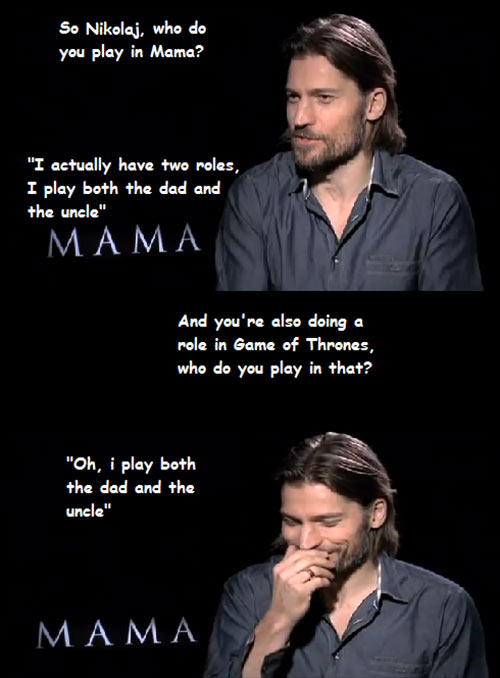 So Nikolaj, who do
you play in Mama?
"I actually have two roles,
I play both the dad and
the uncle"
MAMA
And you're also doing a
role in Game of Thrones,
who do you play in that?
"Oh, i play both
the dad and the
uncle"
MAMA